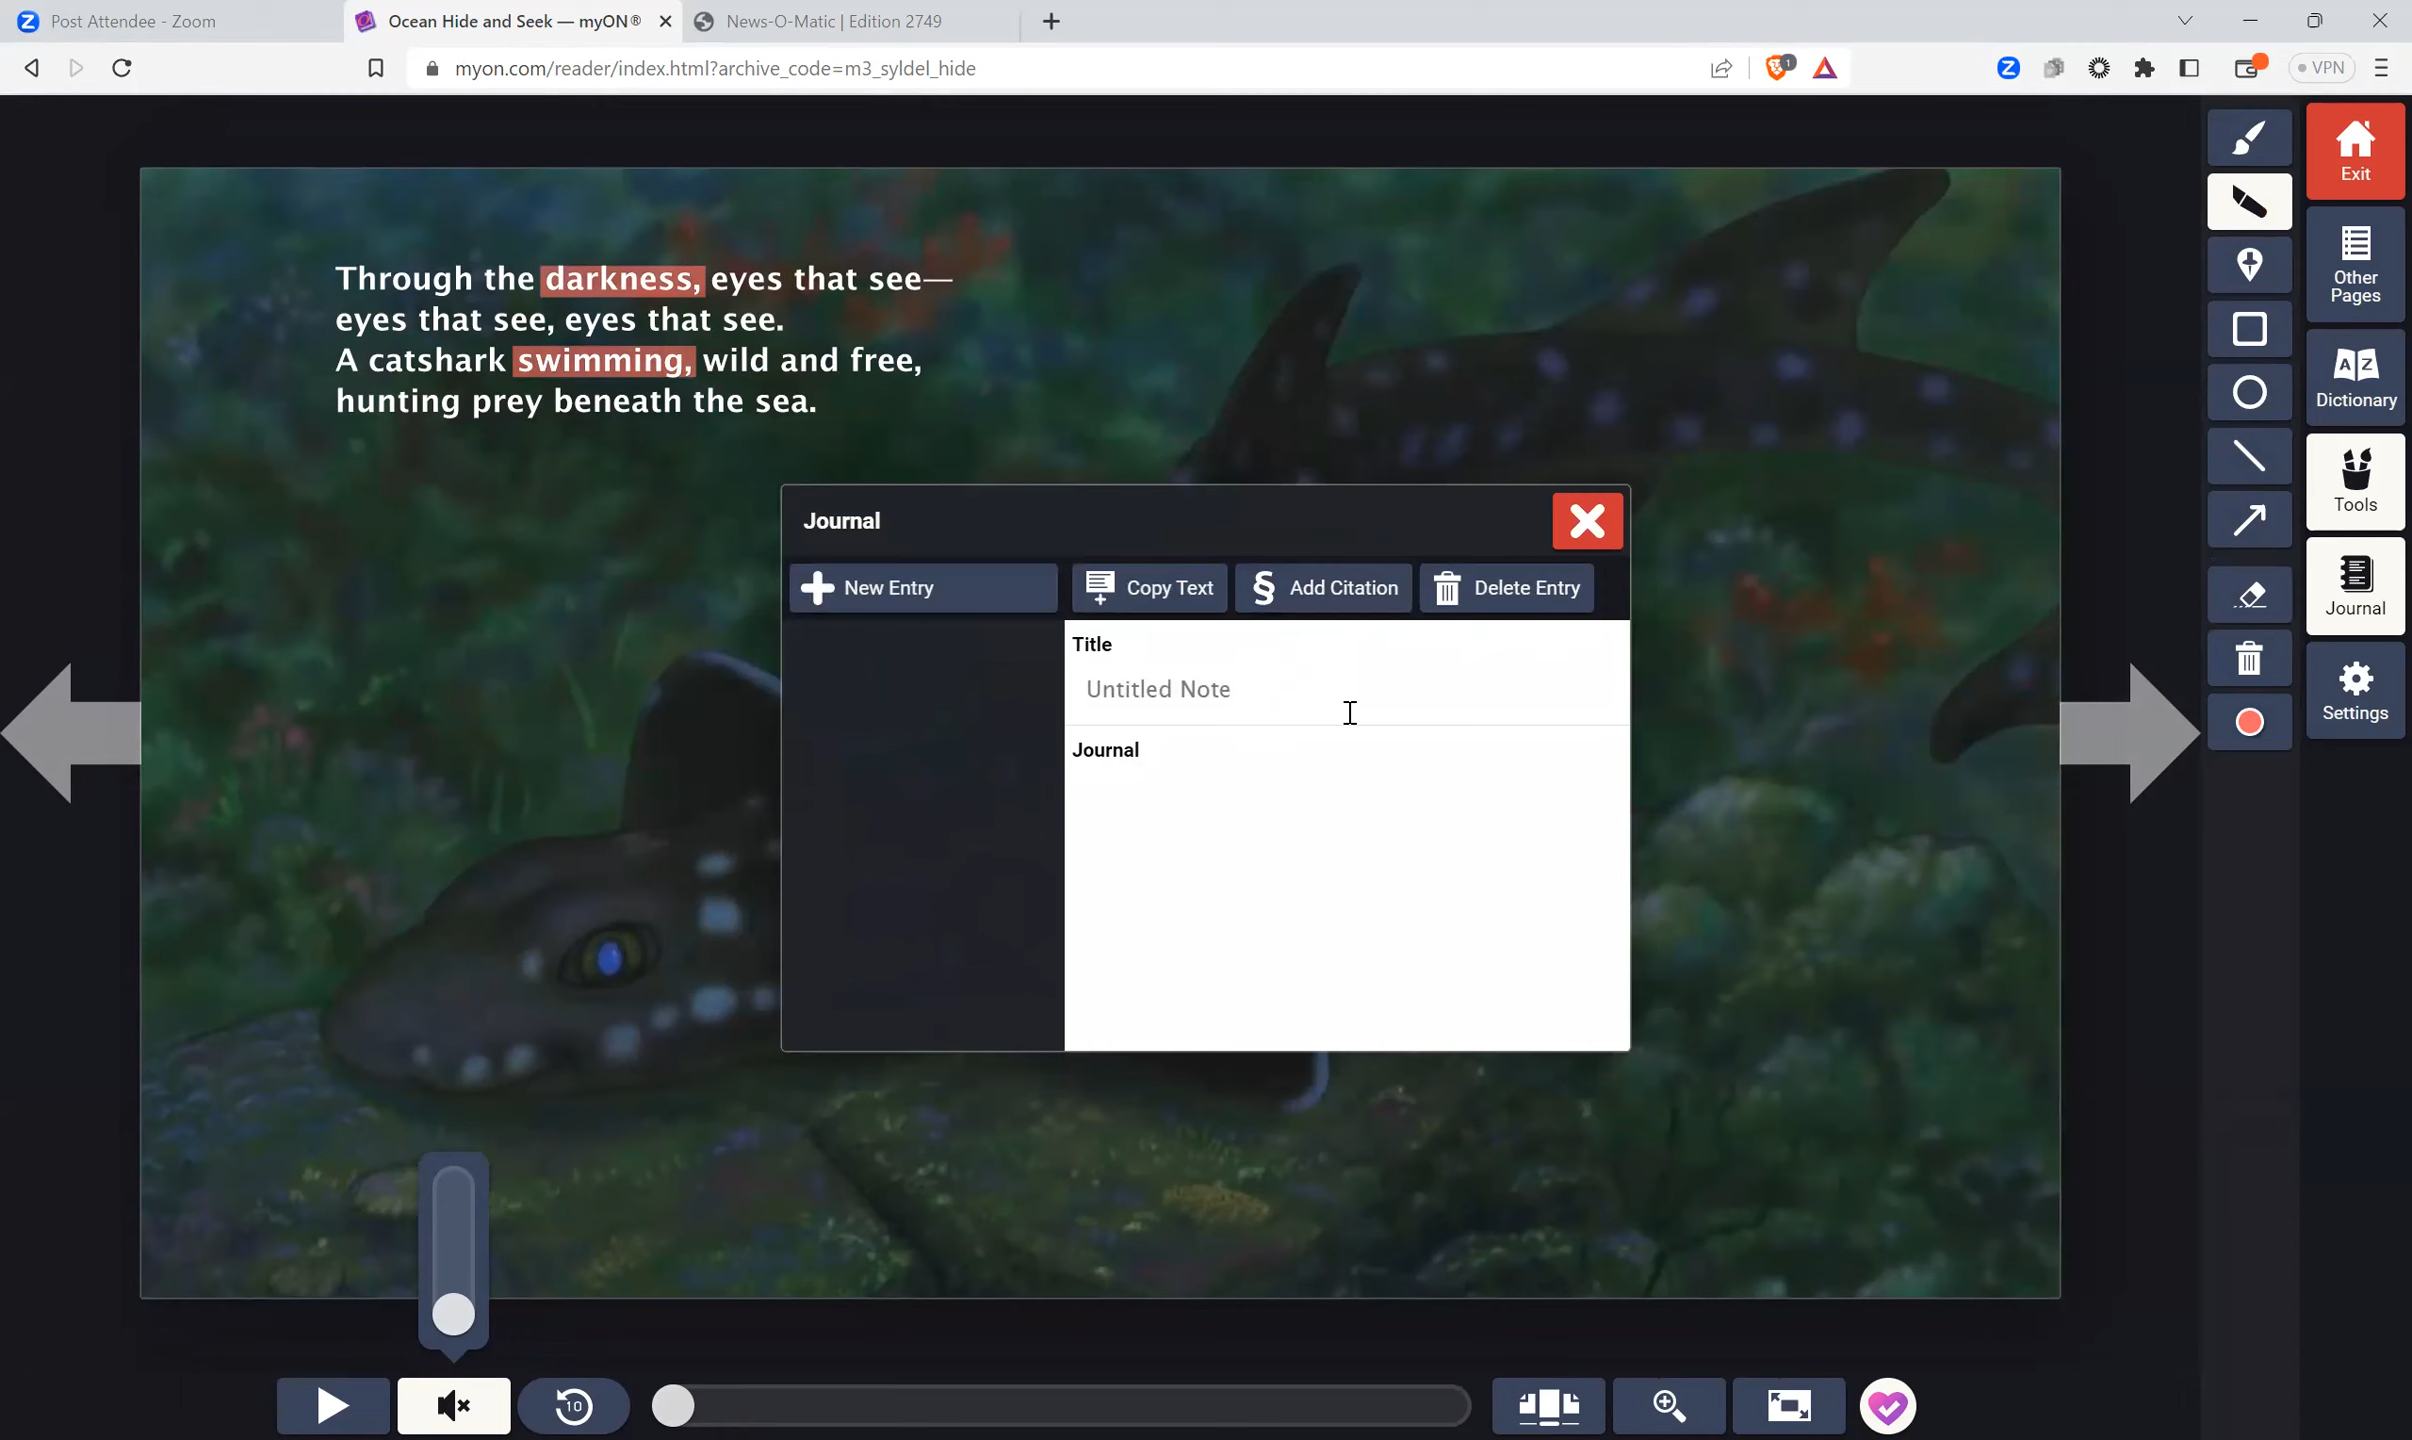 Post Attendee - Zoom
Ocean Hide and Seek — myON®
News-O-Matic | Edition 2749
myon.com/reader/index.html?archive_code=m3_syldel_hide
1
VPN
Through the darkness, eyes that see—
eyes that see, eyes that see.
A catshark swimming, wild and free,
hunting prey beneath the sea.
Journal
New Entry
Copy Text
§ Add Citation
Delete Entry
Title
Untitled Note
Journal
Exit
Other
Pages
A Z
Dictionary
Tools
Journal
Settings
10